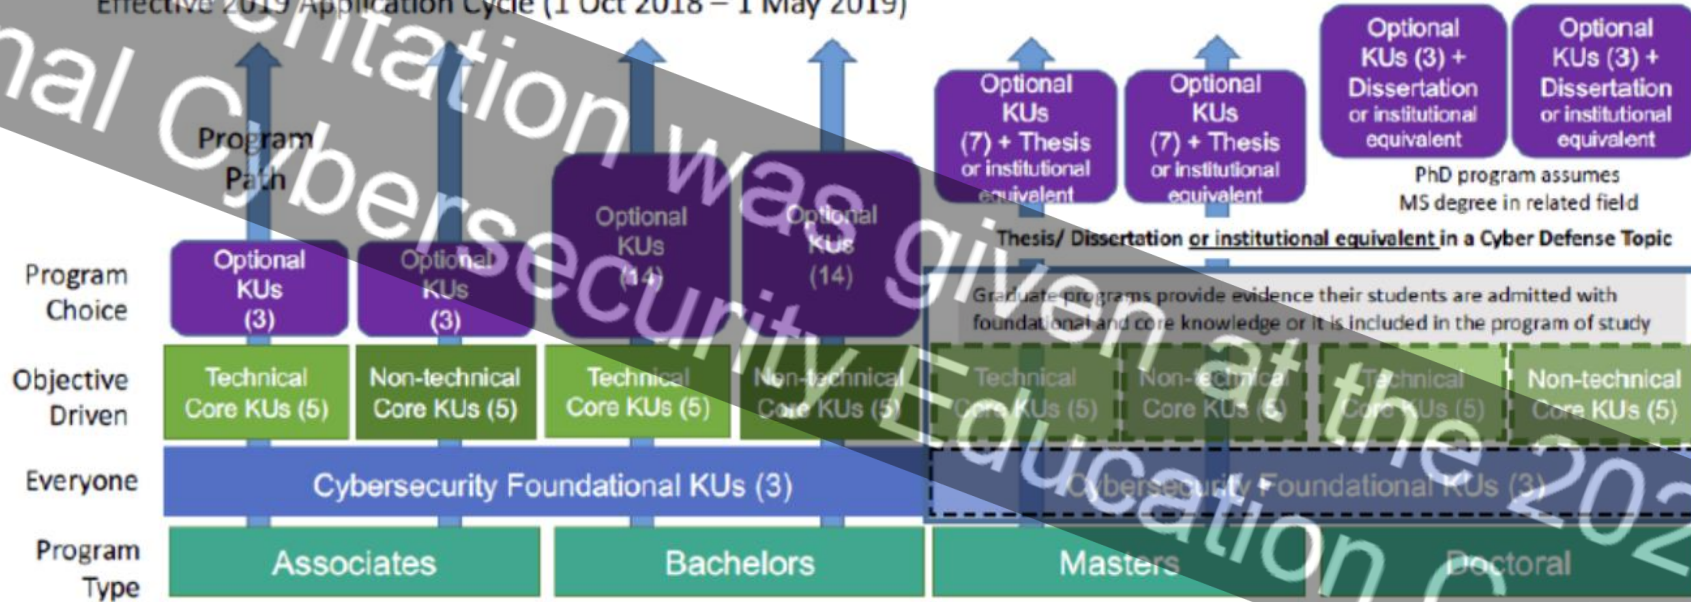 Effective 2019 Application Cycle (1 Oct 2018 – 1 May 2019)
entation was given at the 202
nal Cybersecurity Education C
Program
Path
Program
Choice
Optional
KUs
(3)
Optional
KUs
(3)
Optional
KUs
(14)
Optional
KUs
(14)
Optional
KUs
(7) + Thesis
or institutional
equivalent
Optional
KUs
(7) + Thesis
or institutional
equivalent
Optional
KUs (3) +
Dissertation
or institutional
equivalent
Optional
KUs (3) +
Dissertation
or institutional
equivalent
PhD program assumes
MS degree in related field
Thesis/ Dissertation or institutional equivalent in a Cyber Defense Topic
Graduate programs provide evidence their students are admitted with
foundational and core knowledge or it is included in the program of study
Objective
Driven
Technical
Core KUs (5)
Non-technical
Core KUs (5)
Technical
Core KUs (5)
Non-technical
Core KUs (5)
Technical
Core KUs (5)
Non-technical
Core KUs (5)
Technical
Core KUs (5)
Non-technical
Core KUs (5)
Everyone
Cybersecurity Foundational KUs (3)
Cybersecurity Foundational KUs (3)
Program
Type
Associates
Bachelors
Masters
Doctoral